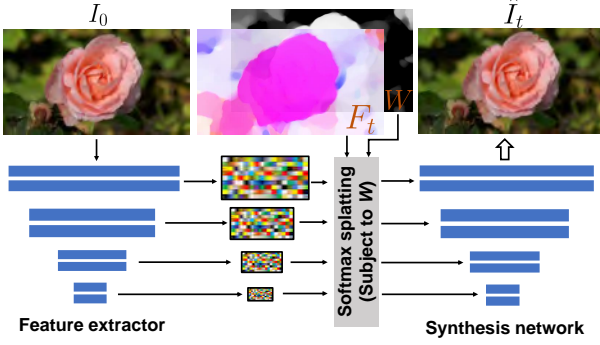 I₀
Îₜ
Fₜ
W
Softmax splatting
(Subject to W)
Feature extractor
Synthesis network